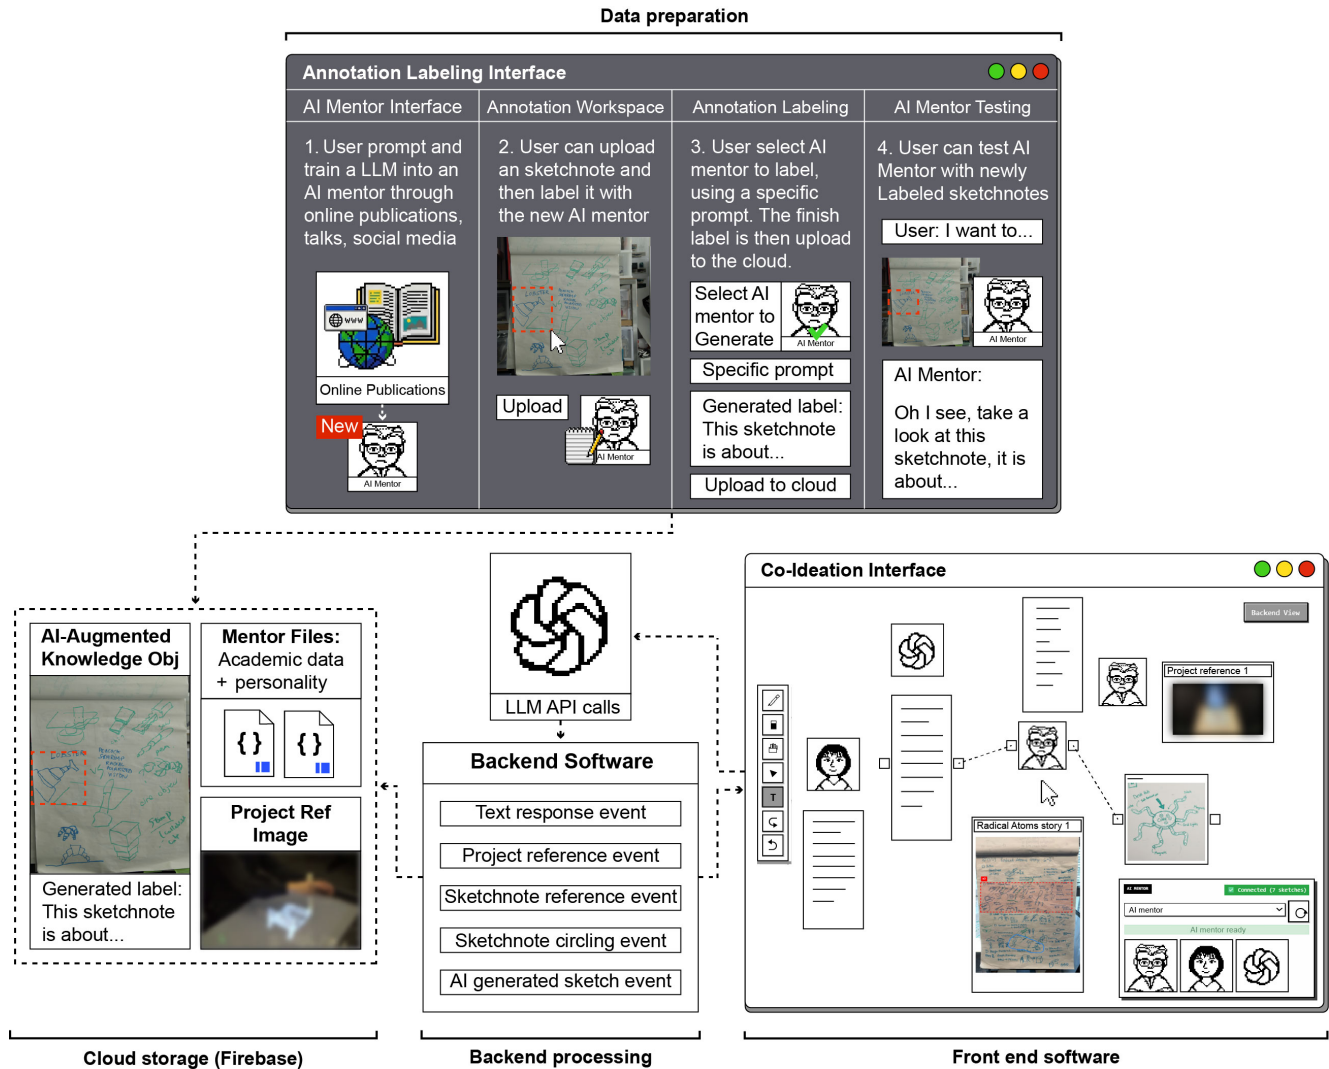 Data preparation
Annotation Labeling Interface
AI Mentor Interface
1. User prompt and
train a LLM into an
AI mentor through
online publications,
talks, social media
www
Online Publications
New
AI Mentor
Annotation Workspace
2. User can upload
an sketchnote and
then label it with
the new AI mentor
Upload
AI Mentor
Annotation Labeling
3. User select AI
mentor to label,
using a specific
prompt. The finish
label is then upload
to the cloud.
Select AI
mentor to
Generate
AI Mentor
Specific prompt
Generated label:
This sketchnote
is about...
Upload to cloud
AI Mentor Testing
4. User can test AI
Mentor with newly
Labeled sketchnotes
User: I want to...
AI Mentor
AI Mentor:
Oh I see, take a
look at this
sketchnote, it is
about...
AI-Augmented
Knowledge Obj
Generated label:
This sketchnote
is about...
Mentor Files:
Academic data
+ personality
{ }
{ }
Project Ref
Image
Cloud storage (Firebase)
LLM API calls
Backend Software
Text response event
Project reference event
Sketchnote reference event
Sketchnote circling event
AI generated sketch event
Backend processing
Co-Ideation Interface
Backend View
Project reference 1
T
Radical Atoms story 1
AI MENTOR
Connected (7 sketches)
AI mentor
AI mentor ready
Front end software